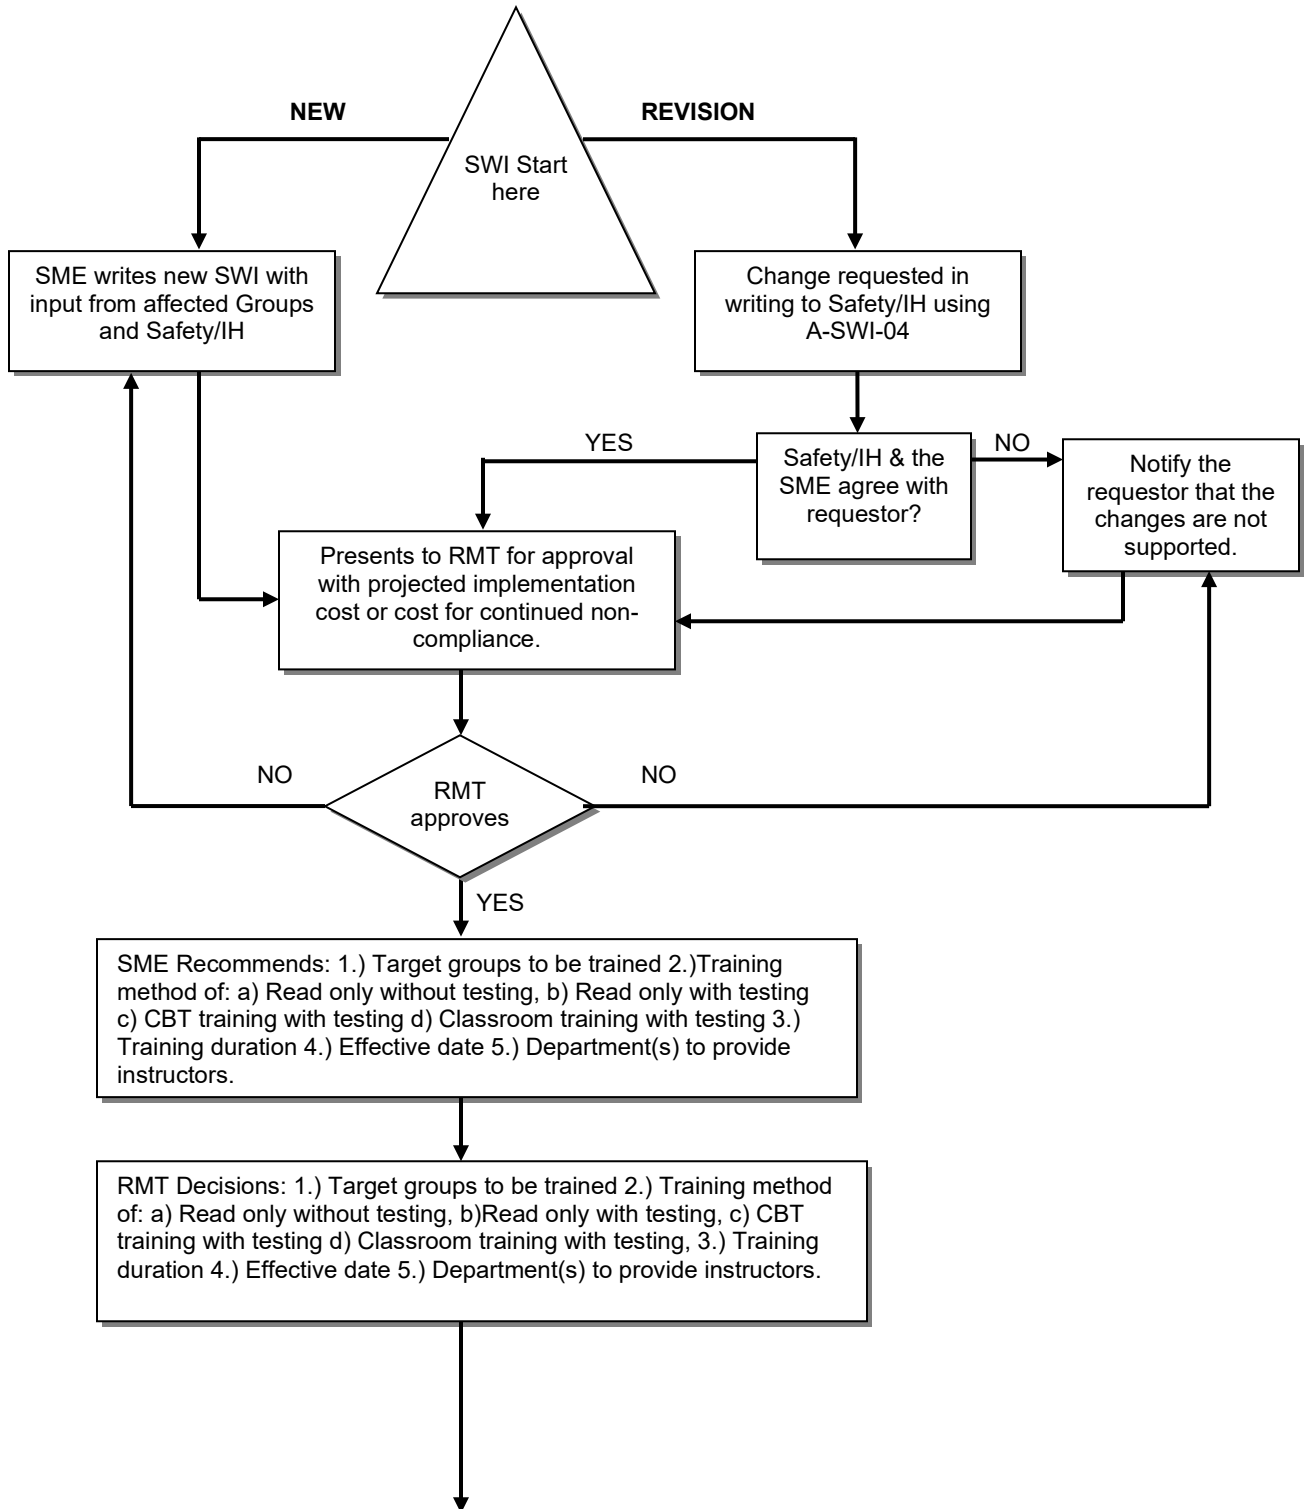 NEW
REVISION
SWI Start
here
SME writes new SWI with
input from affected Groups
and Safety/IH
Change requested in
writing to Safety/IH using
A-SWI-04
YES
Safety/IH & the
SME agree with
requestor?
NO
Notify the
requestor that the
changes are not
supported.
Presents to RMT for approval
with projected implementation
cost or cost for continued non-
compliance.
NO
RMT
approves
NO
YES
SME Recommends: 1.) Target groups to be trained 2.)Training
method of: a) Read only without testing, b) Read only with testing
c) CBT training with testing d) Classroom training with testing 3.)
Training duration 4.) Effective date 5.) Department(s) to provide
instructors.
RMT Decisions: 1.) Target groups to be trained 2.) Training method
of: a) Read only without testing, b)Read only with testing, c) CBT
training with testing d) Classroom training with testing, 3.) Training
duration 4.) Effective date 5.) Department(s) to provide instructors.